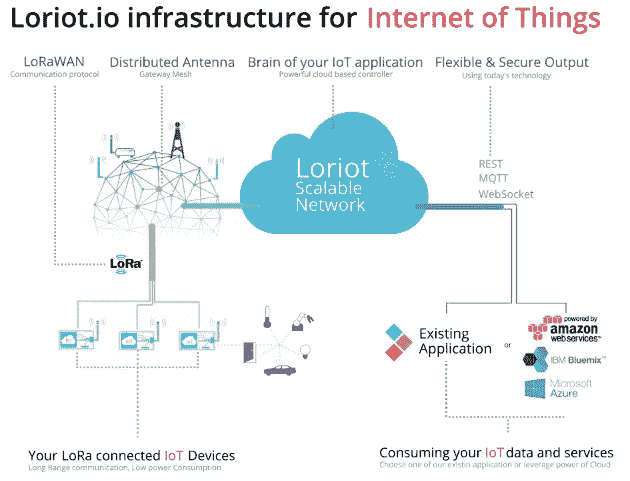 Loriot.io infrastructure for Internet of Things
LoRaWAN
Communication protocol
Distributed Antenna
Gateway Mesh
Brain of your IoT application
Powerful cloud based controller
Flexible & Secure Output
Using today's technology
Loriot
Scalable
Network
REST
MQTT
WebSocket
LoRa
Existing
Application
or
powered by
amazon
webservices™
IBM Bluemix™
Microsoft
Azure
Your LoRa connected IoT Devices
Long Range communication, Low power Consumption
Consuming your IoT data and services
Choose one of our existin application or leverage power of Cloud